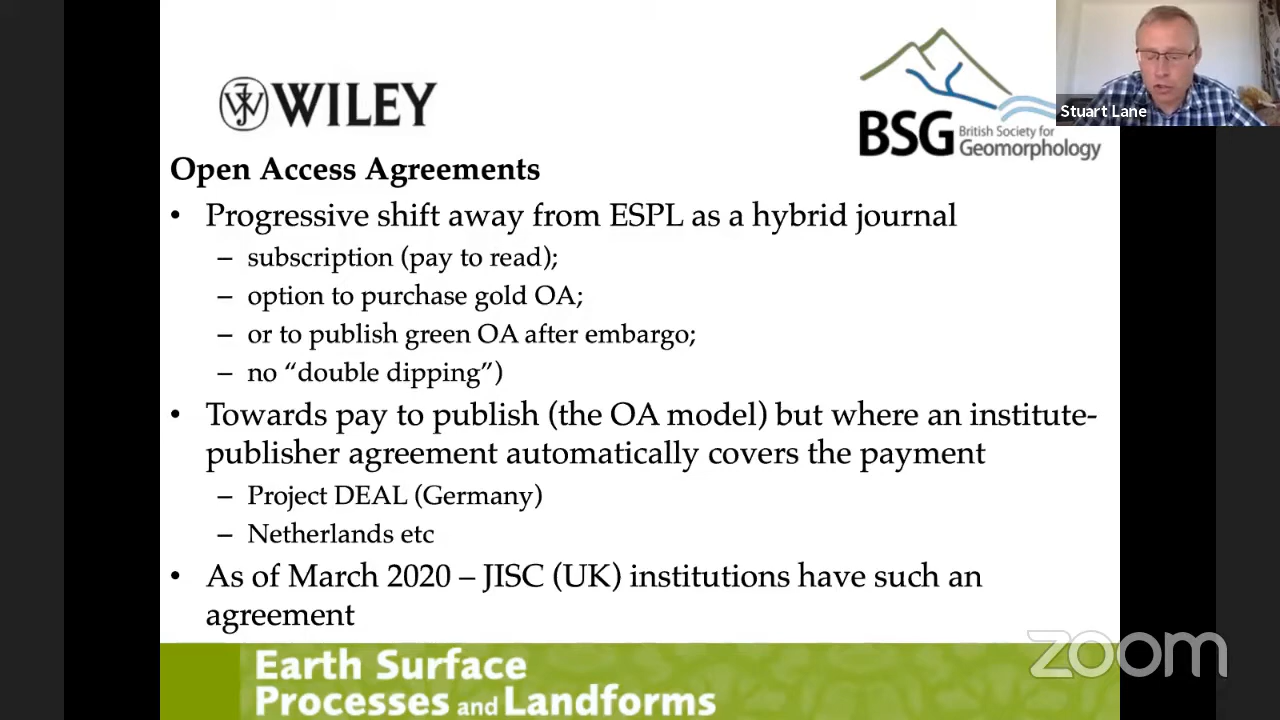 WILEY
BSG British Society for
Geomorphology
Stuart Lane
Open Access Agreements
• Progressive shift away from ESPL as a hybrid journal
– subscription (pay to read);
– option to purchase gold OA;
– or to publish green OA after embargo;
– no “double dipping”)
• Towards pay to publish (the OA model) but where an institute-
publisher agreement automatically covers the payment
– Project DEAL (Germany)
– Netherlands etc
• As of March 2020 – JISC (UK) institutions have such an
agreement
Earth Surface
Processes and Landforms
zoom